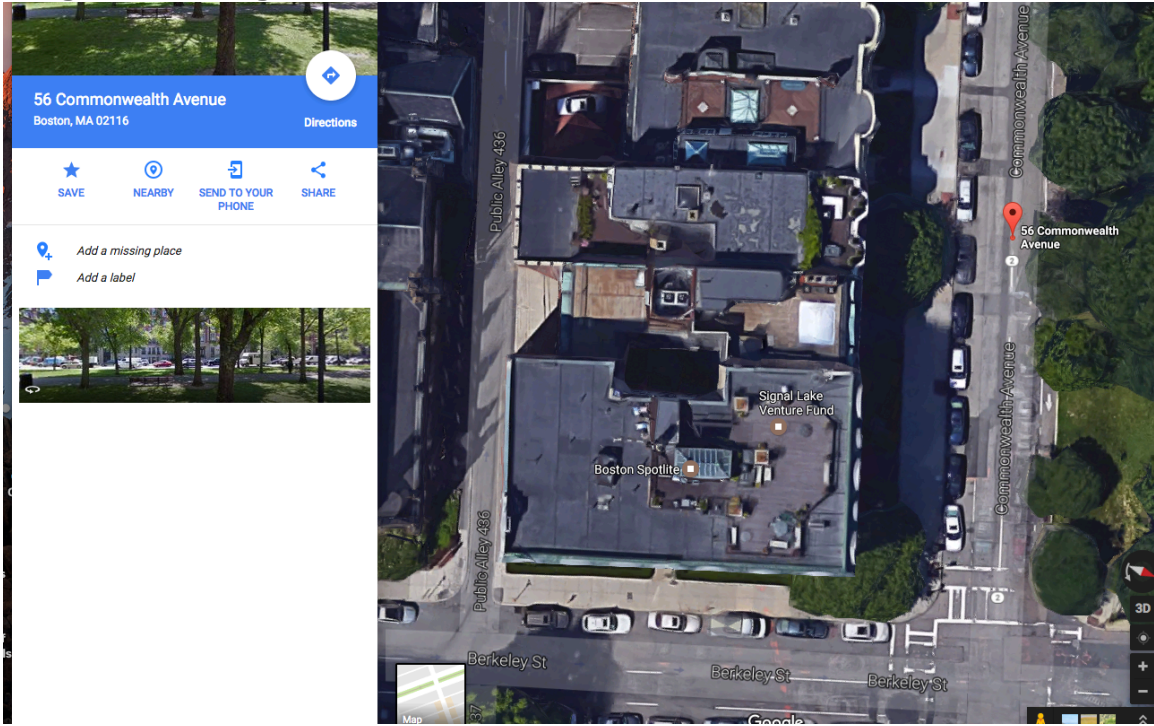 56 Commonwealth Avenue
Boston, MA 02116
Directions
SAVE
NEARBY
SEND TO YOUR
PHONE
SHARE
Add a missing place
Add a label
Public Alley 436
Commonwealth Avenue
56 Commonwealth
Avenue
2
Commonwealth Avenue
Signal Lake
Venture Fund
Boston Spotlite
Public Alley 436
2
3D
Berkeley St
Berkeley St
Berkeley St
Map
37
Google